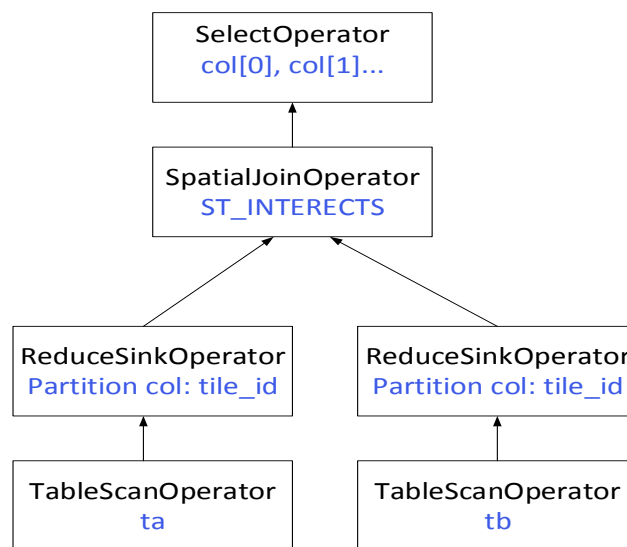 SelectOperator
col[0], col[1]...
SpatialJoinOperator
ST_INTERECTS
ReduceSinkOperator
Partition col: tile_id
ReduceSinkOperator
Partition col: tile_id
TableScanOperator
ta
TableScanOperator
tb